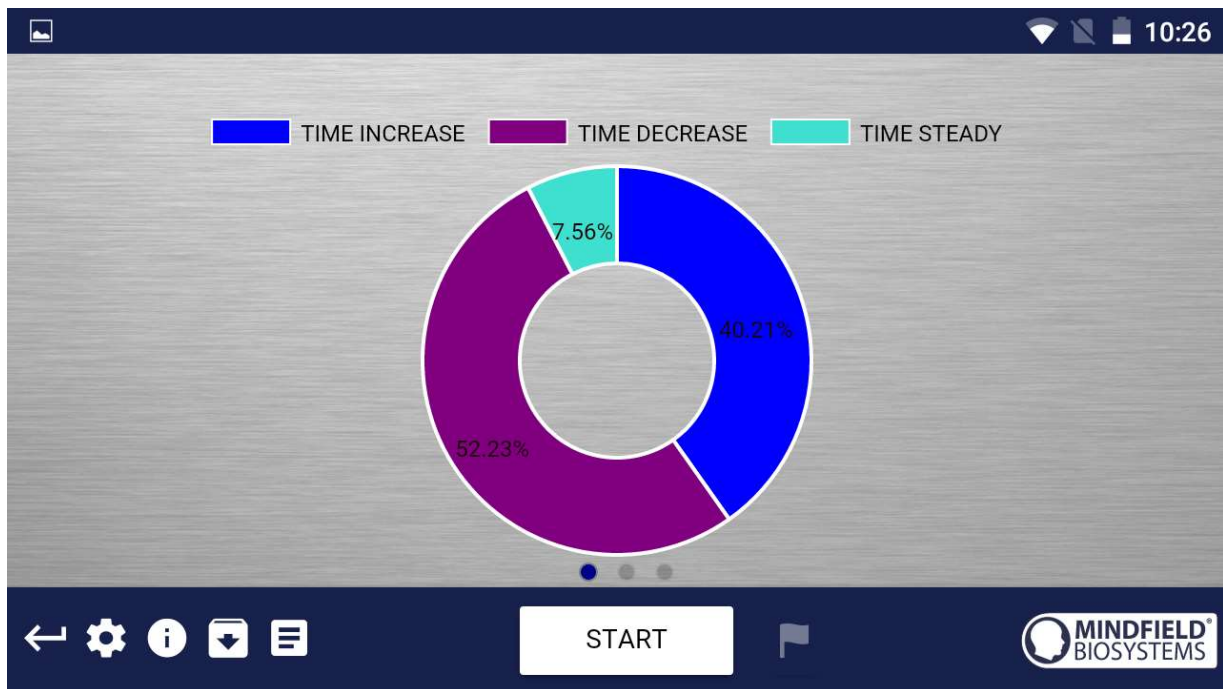 10:26
TIME INCREASE TIME DECREASE TIME STEADY
7.56%
40.21%
52.23%
START
MINDFIELD®
BIOSYSTEMS